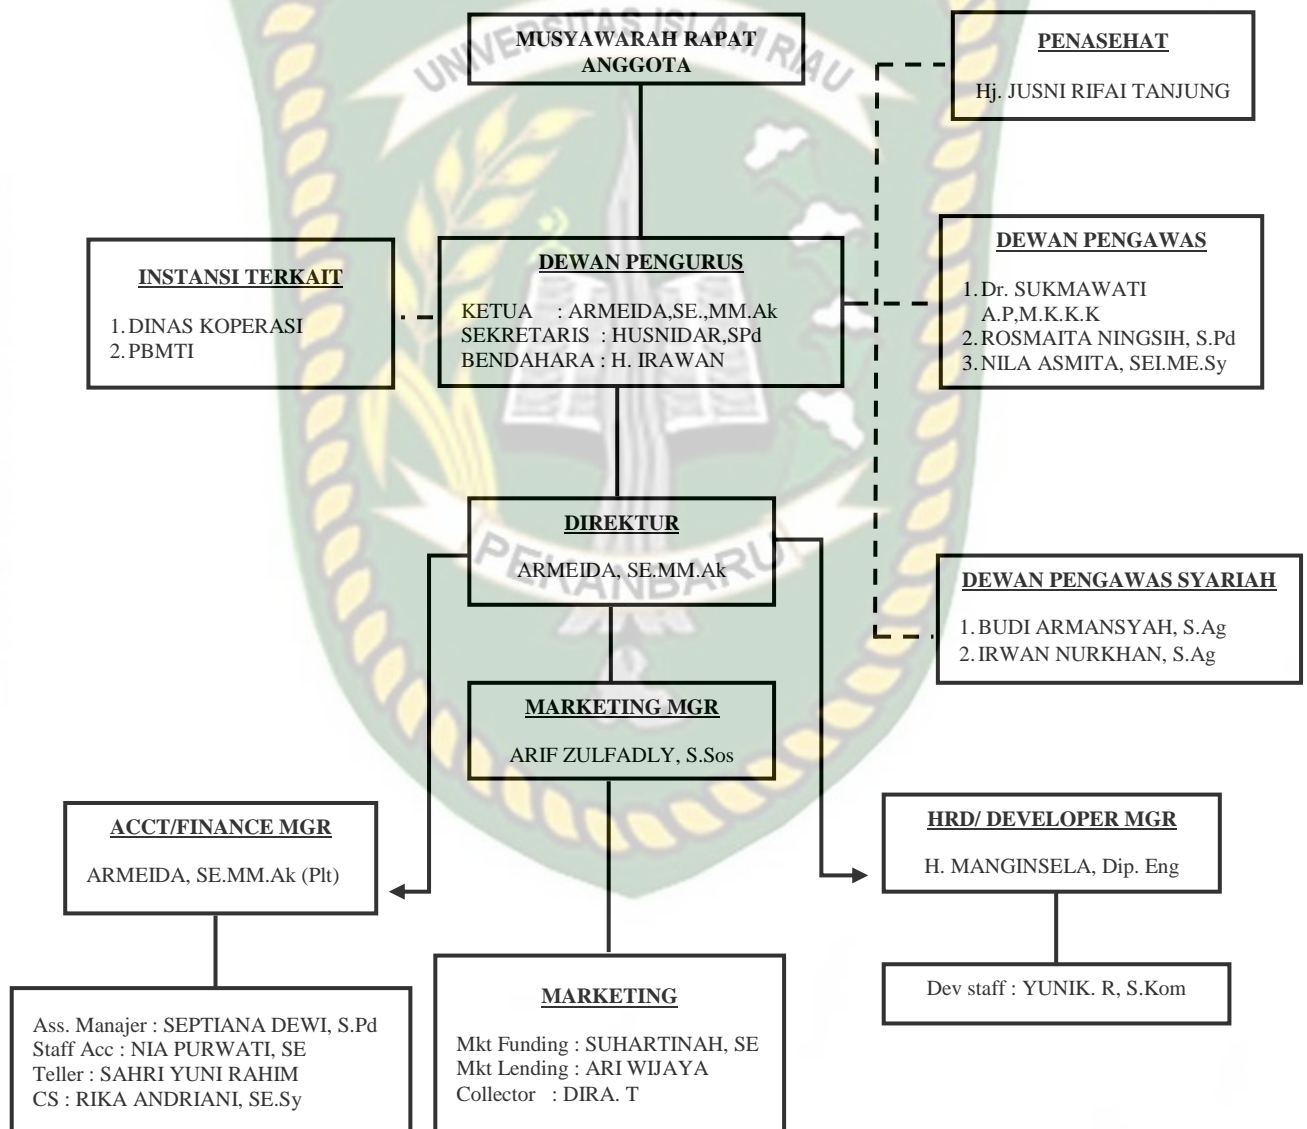 UNIVERSITAS ISLAM RIAU
MUSYAWARAH RAPAT
ANGGOTA
PENASEHAT
Hj. JUSNI RIFAI TANJUNG
INSTANSI TERKAIT
1. DINAS KOPERASI
2. PBMTI
DEWAN PENGURUS
KETUA : ARMEIDA,SE.,MM.Ak
SEKRETARIS : HUSNIDAR,SPd
BENDAHARA : H. IRAWAN
DEWAN PENGAWAS
1. Dr. SUKMAWATI
A.P,M.K.K.K
2. ROSMAITA NINGSIH, S.Pd
3. NILA ASMITA, SEI.ME.Sy
DIREKTUR
ARMEIDA, SE.MM.Ak
PEKANBARU
DEWAN PENGAWAS SYARIAH
1. BUDI ARMANSYAH, S.Ag
2. IRWAN NURKHAN, S.Ag
MARKETING MGR
ARIF ZULFADLY, S.Sos
ACCT/FINANCE MGR
ARMEIDA, SE.MM.Ak (Plt)
HRD/ DEVELOPER MGR
H. MANGINSELA, Dip. Eng
Ass. Manajer : SEPTIANA DEWI, S.Pd
Staff Acc : NIA PURWATI, SE
Teller : SAHRI YUNI RAHIM
CS : RIKA ANDRIANI, SE.Sy
MARKETING
Mkt Funding : SUHARTINAH, SE
Mkt Lending : ARI WIJAYA
Collector : DIRA. T
Dev staff : YUNIK. R, S.Kom